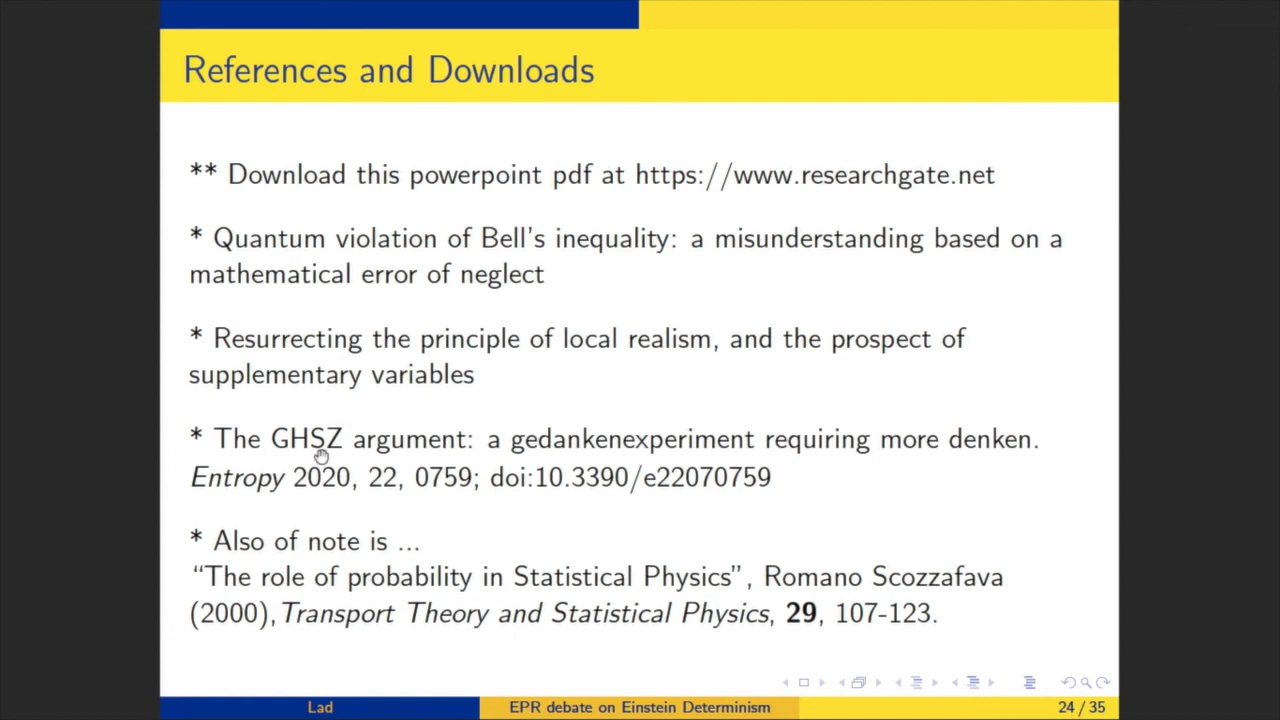 References and Downloads
** Download this powerpoint pdf at https://www.researchgate.net
* Quantum violation of Bell's inequality: a misunderstanding based on a
mathematical error of neglect
* Resurrecting the principle of local realism, and the prospect of
supplementary variables
* The GHSZ argument: a gedankenexperiment requiring more denken.
Entropy 2020, 22, 0759; doi:10.3390/e22070759
* Also of note is ...
“The role of probability in Statistical Physics”, Romano Scozzafava
(2000), Transport Theory and Statistical Physics, 29, 107-123.
Lad EPR debate on Einstein Determinism 24 / 35